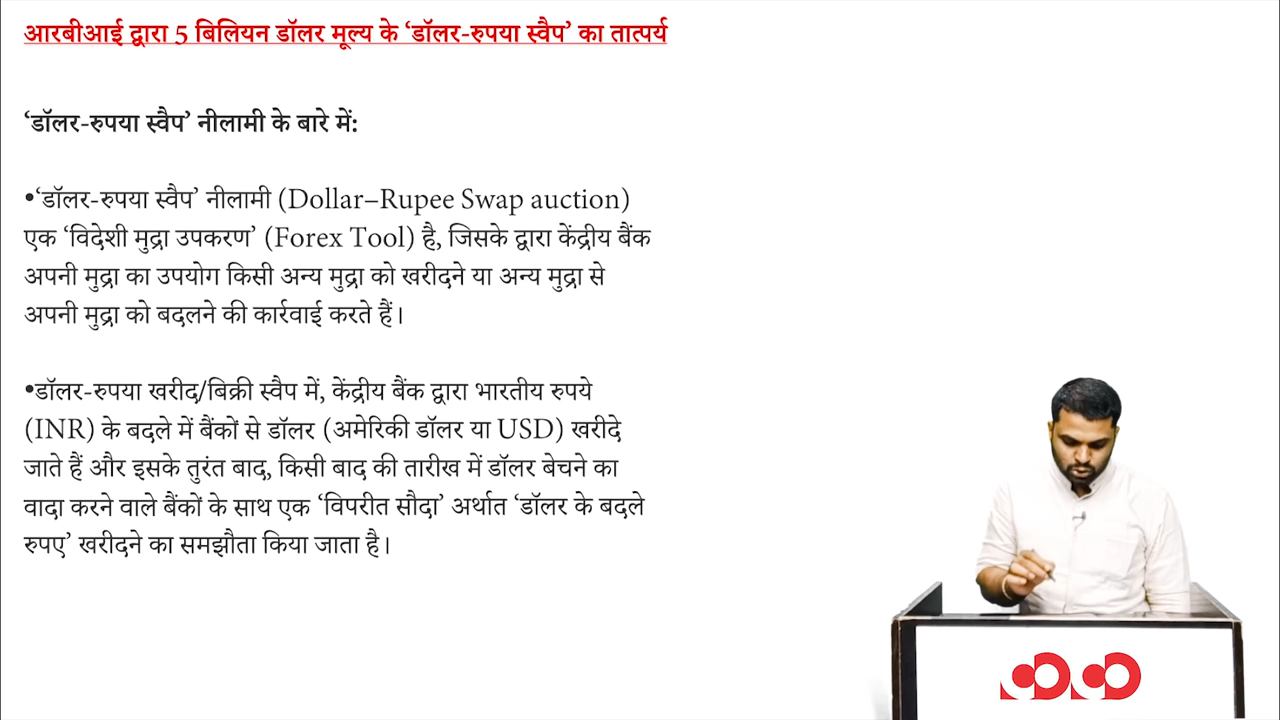 आरबीआई द्वारा 5 बिलियन डॉलर मूल्य के ‘डॉलर-रुपया स्वैप’ का तात्पर्य
‘डॉलर-रुपया स्वैप’ नीलामी के बारे में:
•‘डॉलर-रुपया स्वैप’ नीलामी (Dollar–Rupee Swap auction)
एक ‘विदेशी मुद्रा उपकरण’ (Forex Tool) है, जिसके द्वारा केंद्रीय बैंक
अपनी मुद्रा का उपयोग किसी अन्य मुद्रा को खरीदने या अन्य मुद्रा से
अपनी मुद्रा को बदलने की कार्रवाई करते हैं।
•डॉलर-रुपया खरीद/बिक्री स्वैप में, केंद्रीय बैंक द्वारा भारतीय रुपये
(INR) के बदले में बैंकों से डॉलर (अमेरिकी डॉलर या USD) खरीदे
जाते हैं और इसके तुरंत बाद, किसी बाद की तारीख में डॉलर बेचने का
वादा करने वाले बैंकों के साथ एक ‘विपरीत सौदा’ अर्थात ‘डॉलर के बदले
रुपए’ खरीदने का समझौता किया जाता है।